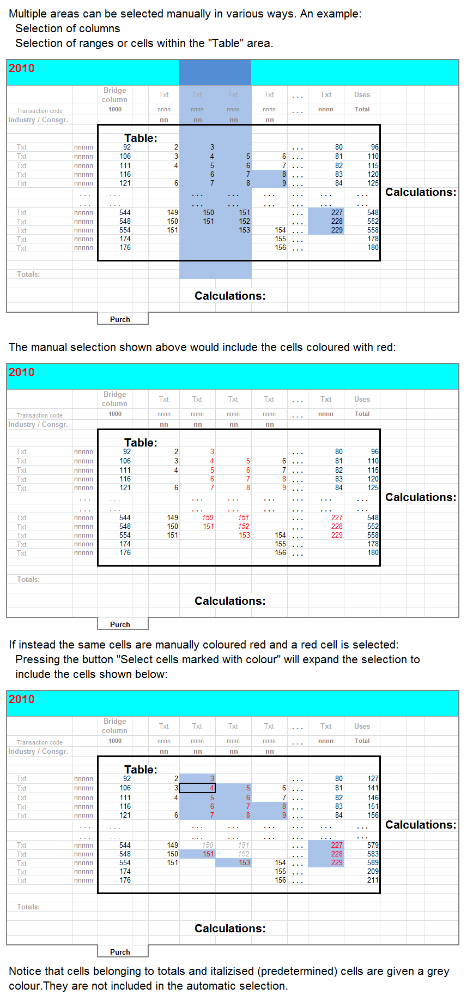 Multiple areas can be selected manually in various ways. An example:
Selection of columns
Selection of ranges or cells within the "Table" area.
2010
Bridge
column Txt Txt Txt Txt ... Txt Uses
Transaction code 1000 nnnn nnnn nnnn nnnn ... nnnn Total
Industry / Consgr. nn nn nn nn
Table:
Txt nnnnn 92 2 3 ... 80 96
Txt nnnnn 106 3 4 5 6 ... 81 110
Txt nnnnn 111 4 5 6 7 ... 82 115
Txt nnnnn 116 6 7 8 ... 83 120
Txt nnnnn 121 6 7 8 9 ... 84 125
... ... ... ... ... ... ... ... Calculations:
... ... ... ... ... ... ... ...
Txt nnnnn 544 149 150 151 ... 227 548
Txt nnnnn 548 150 151 152 ... 228 552
Txt nnnnn 554 151 153 154 ... 229 558
Txt nnnnn 174 155 ... 178
Txt nnnnn 176 156 ... 180
Totals:
Calculations:
Purch
The manual selection shown above would include the cells coloured with red:
2010
Bridge
column Txt Txt Txt Txt ... Txt Uses
Transaction code 1000 nnnn nnnn nnnn nnnn ... nnnn Total
Industry / Consgr. nn nn nn nn
Table:
Txt nnnnn 92 2 3 ... 80 96
Txt nnnnn 106 3 4 5 6 ... 81 110
Txt nnnnn 111 4 5 6 7 ... 82 115
Txt nnnnn 116 6 7 8 ... 83 120
Txt nnnnn 121 6 7 8 9 ... 84 125
... ... ... ... ... ... ... ... Calculations:
... ... ... ... ... ... ... ...
Txt nnnnn 544 149 150 151 ... 227 548
Txt nnnnn 548 150 151 152 ... 228 552
Txt nnnnn 554 151 153 154 ... 229 558
Txt nnnnn 174 155 ... 178
Txt nnnnn 176 156 ... 180
Totals:
Calculations:
Purch
If instead the same cells are manually coloured red and a red cell is selected:
Pressing the button "Select cells marked with colour" will expand the selection to
include the cells shown below:
2010
Bridge
column Txt Txt Txt Txt ... Txt Uses
Transaction code 1000 nnnn nnnn nnnn nnnn ... nnnn Total
Industry / Consgr. nn nn nn nn
Table:
Txt nnnnn 92 2 3 ... 80 127
Txt nnnnn 106 3 4 5 6 ... 81 141
Txt nnnnn 111 4 5 6 7 ... 82 146
Txt nnnnn 116 6 7 8 ... 83 151
Txt nnnnn 121 6 7 8 9 ... 84 156
... ... ... ... ... ... ... ... Calculations:
... ... ... ... ... ... ... ...
Txt nnnnn 544 149 150 151 ... 227 579
Txt nnnnn 548 150 151 152 ... 228 583
Txt nnnnn 554 151 153 154 ... 229 589
Txt nnnnn 174 155 ... 209
Txt nnnnn 176 156 ... 211
Totals:
Calculations:
Purch
Notice that cells belonging to totals and italizised (predetermined) cells are given a grey
colour.They are not included in the automatic selection.